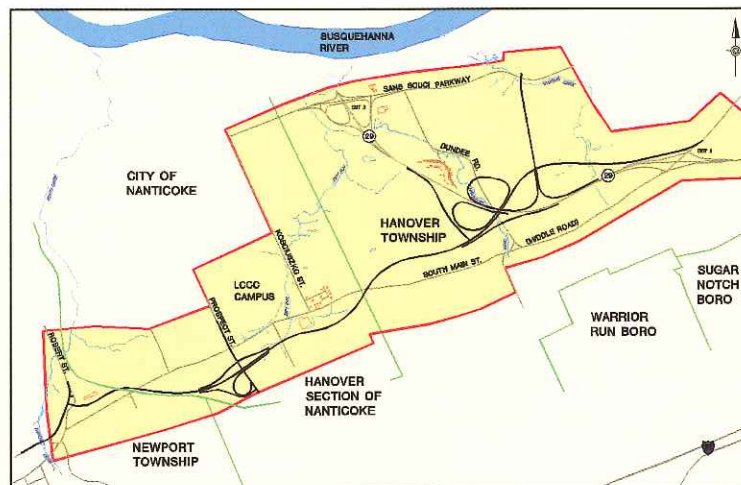 SUSQUEHANNA
RIVER
SANS SOUCI PARKWAY
EXIT 2
29
DUNDEE RD.
29
CITY OF
NANTICOKE
HANOVER
TOWNSHIP
(MIDDLE ROAD)
SOUTH MAIN ST.
KOSCIUSZKO ST.
LCCC
CAMPUS
PROSPECT ST.
SUGAR
NOTCH
BORO
WARRIOR
RUN BORO
ROBERT ST.
HANOVER
SECTION OF
NANTICOKE
NEWPORT
TOWNSHIP